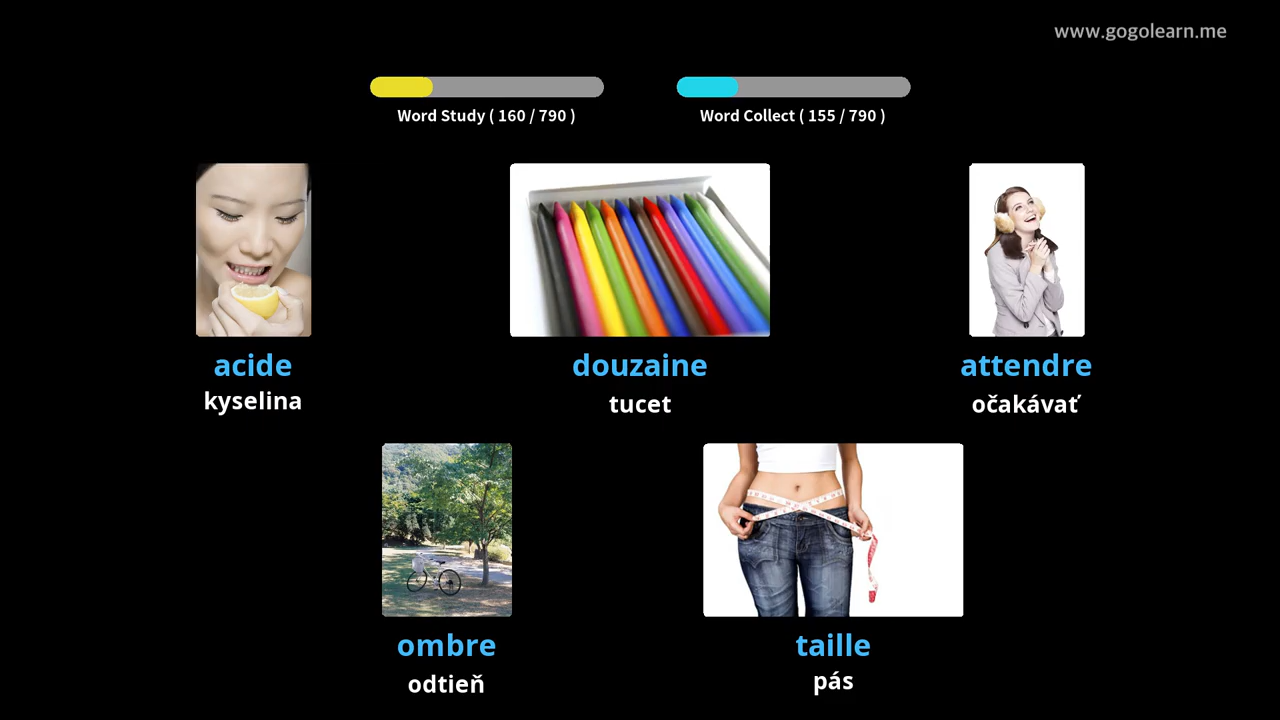 www.gogolearn.me
Word Study ( 160 / 790 )
Word Collect ( 155 / 790 )
acide
kyselina
douzaine
tucet
attendre
očakávať
ombre
odtieň
taille
pás